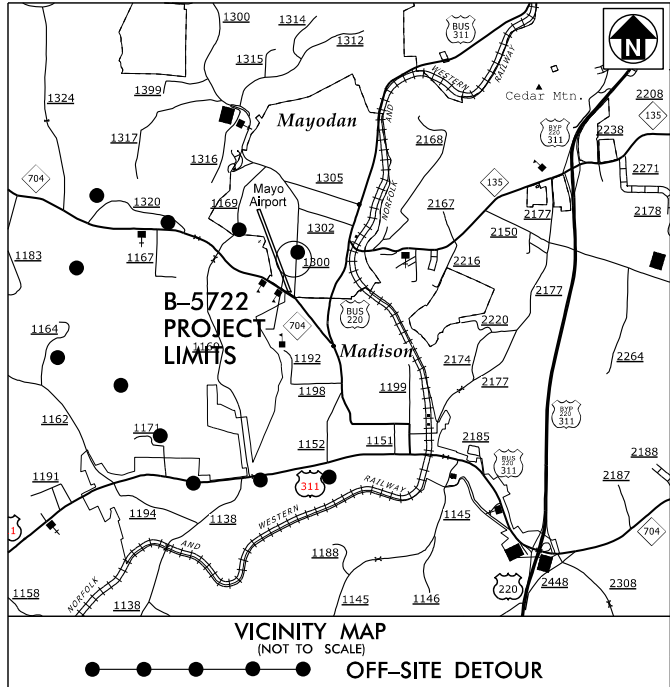 1300
1314
1312
1315
BUS
311
N
1324
1399
WESTERN
RAILWAY
AND
Cedar Mtn.
2208
135
Mayodan
BYP
220
311
2238
1317
2168
1316
2271
704
1305
135
NORFOLK
Mayo
Airport
1320
1169
2167
2177
2178
1302
2150
1183
1167
1300
2216
2177
B–5722
PROJECT
LIMITS
BUS
220
704
2220
1164
1169
Madison
1192
2174
2264
1199
2177
1198
BYP
220
311
1162
1171
1152
1151
2185
BUS
220
311
2188
1191
311
RAILWAY
2187
1
1194
1138
WESTERN
1145
704
AND
1188
NORFOLK
220
2448
2308
1158
1138
1145
1146
VICINITY MAP
(NOT TO SCALE)
OFF–SITE DETOUR